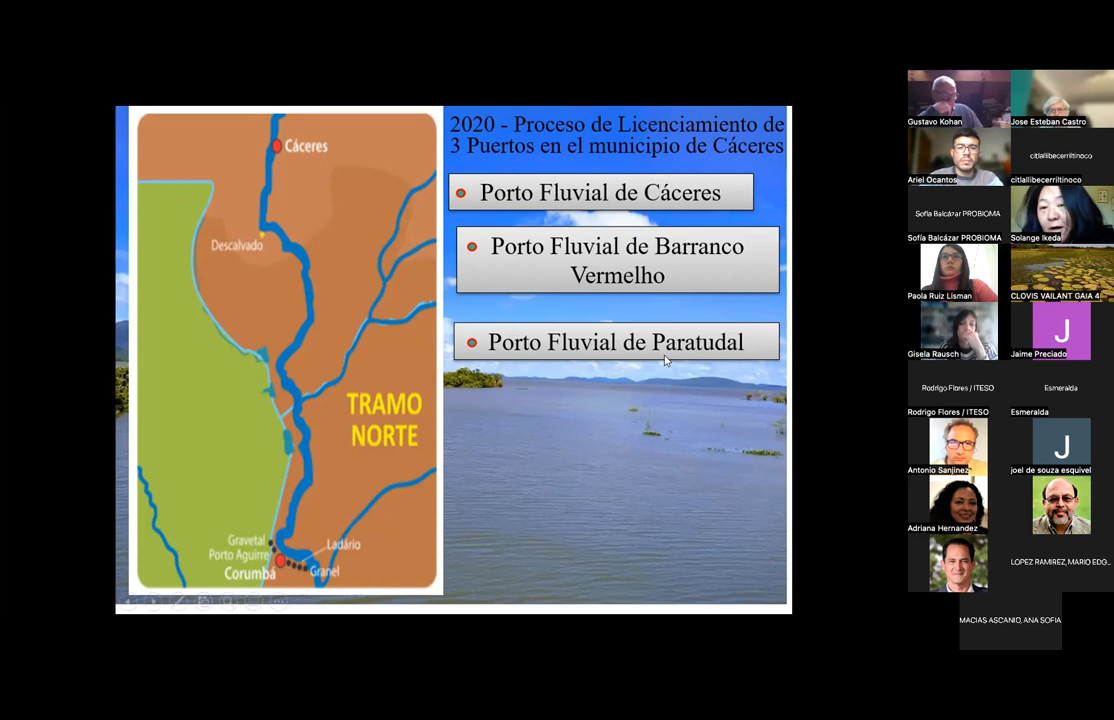 2020 - Proceso de Licenciamiento de
3 Puertos en el municipio de Cáceres
Porto Fluvial de Cáceres
Porto Fluvial de Barranco
Vermelho
Porto Fluvial de Paratudal
Cáceres
Descalvado
TRAMO
NORTE
Gravetal
Porto Aguirre
Corumbá
Ladário
Granel
Gustavo Kohan
Jose Esteban Castro
Ariel Ocantos
citlallibecerriltinoco
citlallibecerriltinoco
Sofía Balcázar PROBIOMA
Sofía Balcázar PROBIOMA
Solange Ikeda
Paola Ruiz Lisman
CLOVIS VAILANT GAIA 4
Gisela Rausch
J
Jaime Preciado
Rodrigo Flores / ITESO
Rodrigo Flores / ITESO
Esmeralda
Esmeralda
Antonio Sanjinez
J
joel de souza esquivel
Adriana Hernandez
LOPEZ RAMIREZ, MARIO EDG...
MACIAS ASCANIO, ANA SOFIA